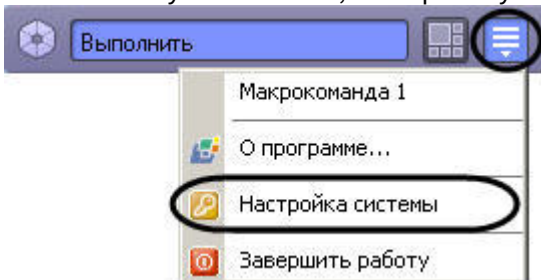 Выполнить
Макрокоманда 1
О программе...
Настройка системы
Завершить работу